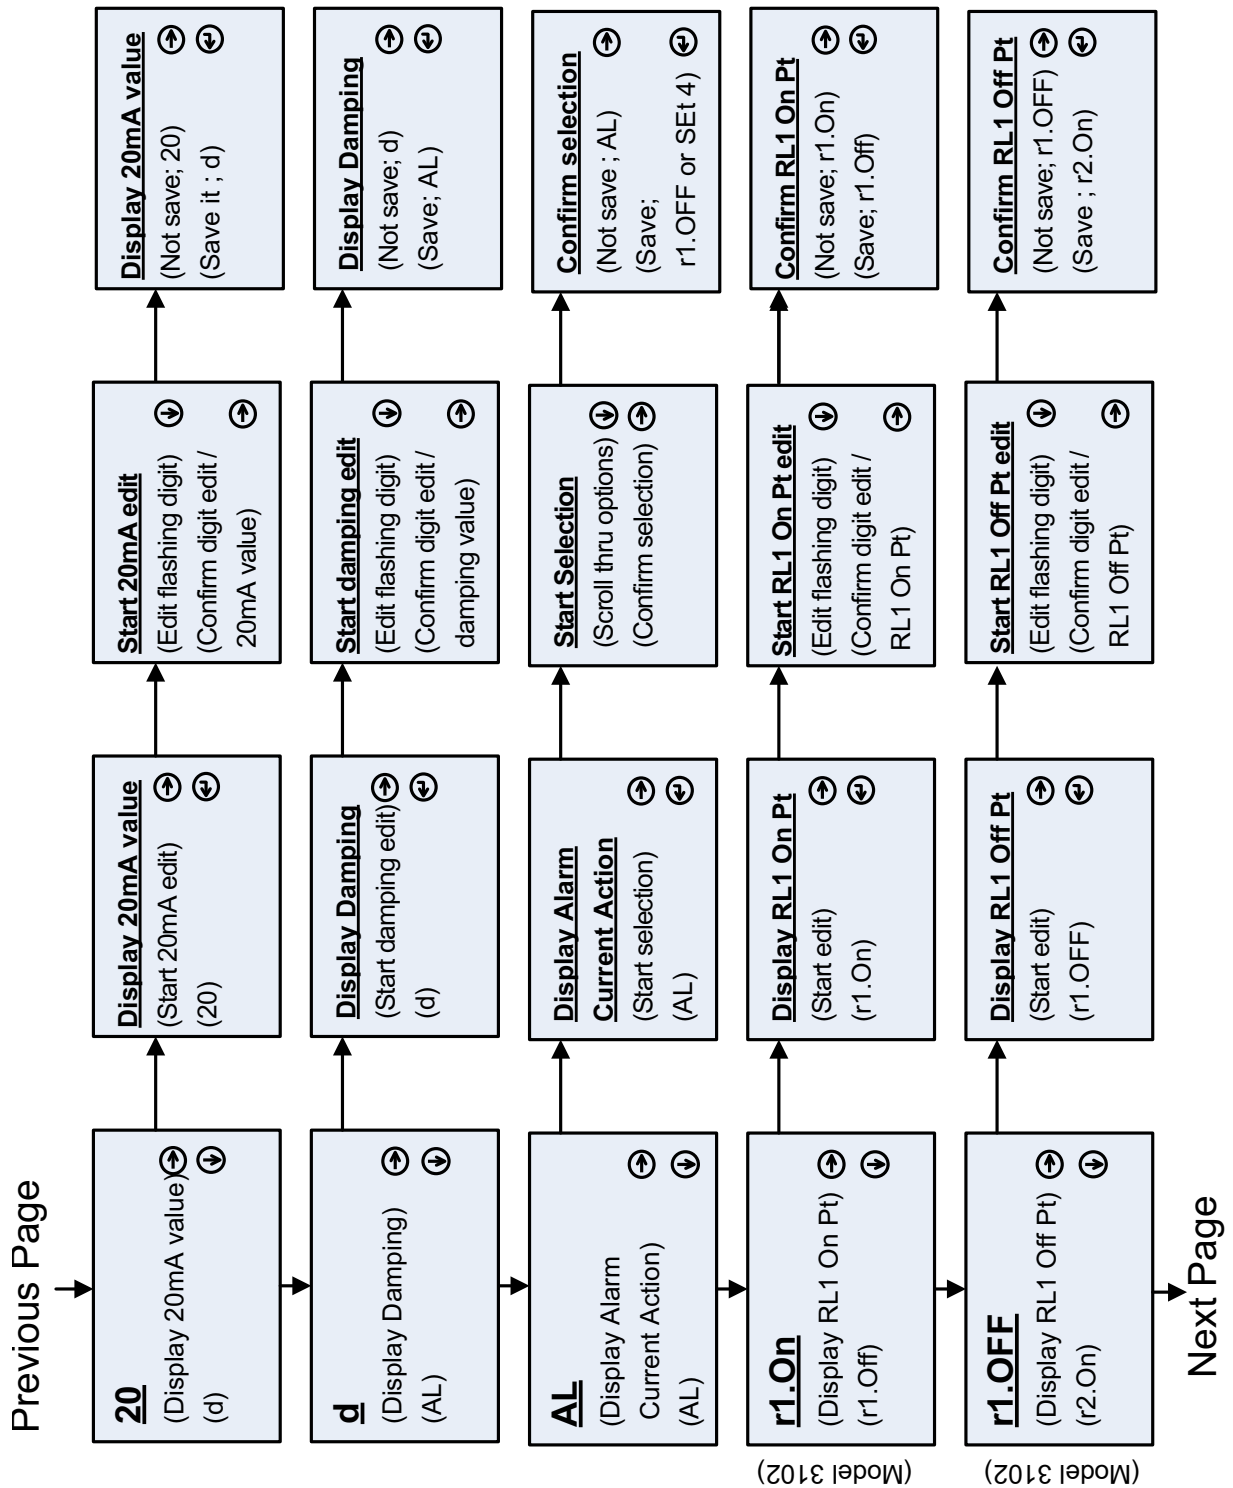 Previous Page
20
(Display 20mA value)
(d)
Display 20mA value
(Start 20mA edit)
(20)
Start 20mA edit
(Edit flashing digit)
(Confirm digit edit /
20mA value)
Display 20mA value
(Not save; 20)
(Save it ; d)
d
(Display Damping)
(AL)
Display Damping
(Start damping edit)
(d)
Start damping edit
(Edit flashing digit)
(Confirm digit edit /
damping value)
Display Damping
(Not save; d)
(Save; AL)
AL
(Display Alarm
Current Action)
(AL)
Display Alarm
Current Action
(Start selection)
(AL)
Start Selection
(Scroll thru options)
(Confirm selection)
Confirm selection
(Not save ; AL)
(Save;
r1.OFF or SEt 4)
(Model 3102)
r1.On
(Display RL1 On Pt)
(r1.Off)
Display RL1 On Pt
(Start edit)
(r1.On)
Start RL1 On Pt edit
(Edit flashing digit)
(Confirm digit edit /
RL1 On Pt)
Confirm RL1 On Pt
(Not save; r1.On)
(Save; r1.Off)
(Model 3102)
r1.OFF
(Display RL1 Off Pt)
(r2.On)
Display RL1 Off Pt
(Start edit)
(r1.OFF)
Start RL1 Off Pt edit
(Edit flashing digit)
(Confirm digit edit /
RL1 Off Pt)
Confirm RL1 Off Pt
(Not save; r1.OFF)
(Save ; r2.On)
Next Page